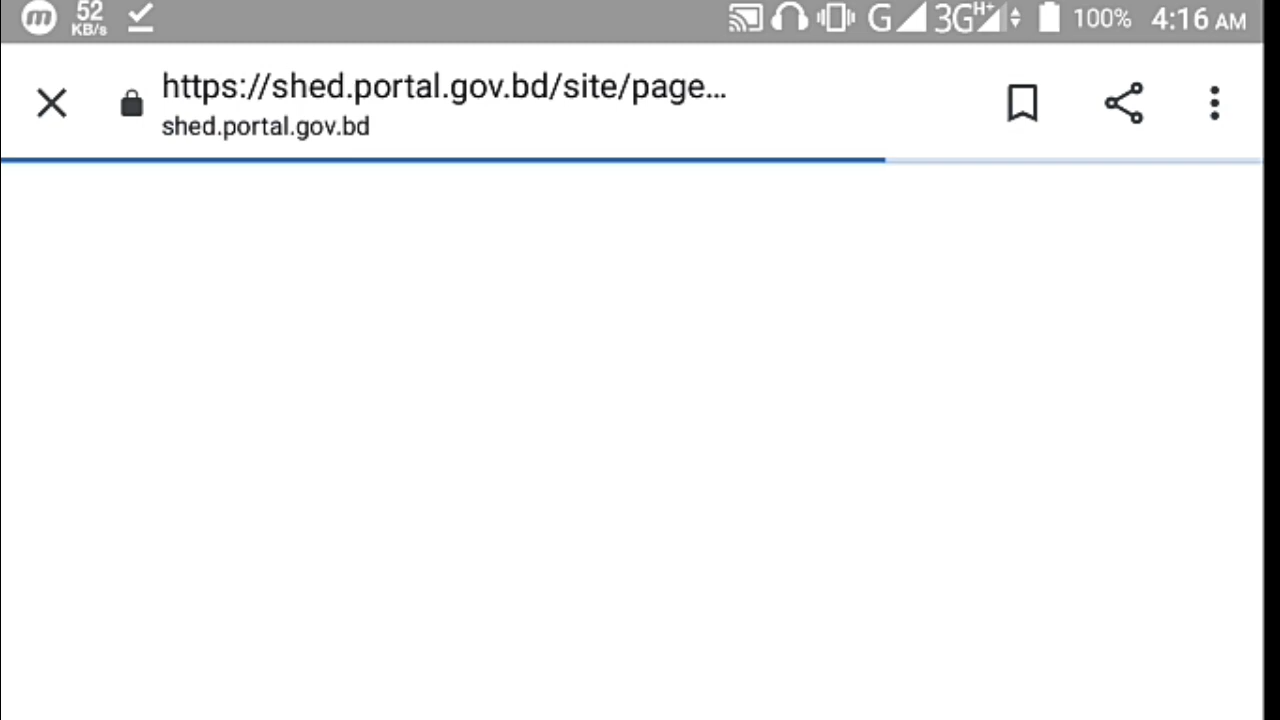 m 52 KB/s G 3G H+ 100% 4:16 AM
https://shed.portal.gov.bd/site/page...
shed.portal.gov.bd